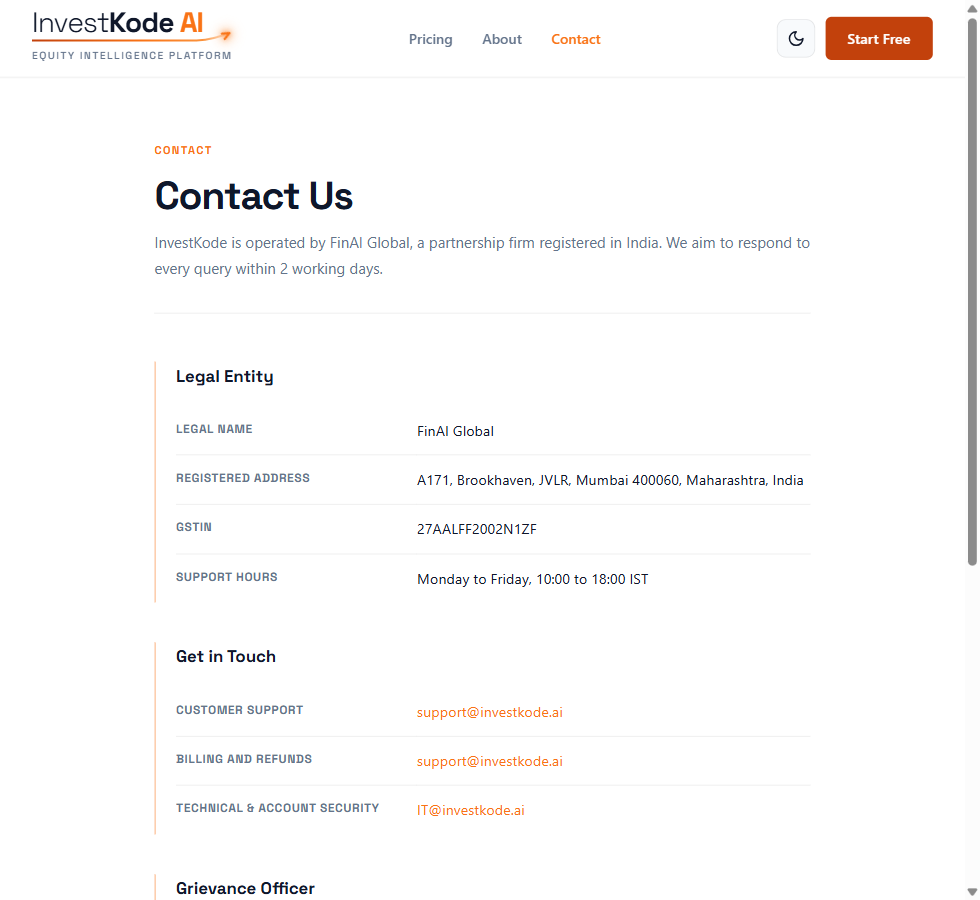 InvestKode AI
EQUITY INTELLIGENCE PLATFORM
Pricing
About
Contact
Start Free
CONTACT
Contact Us
InvestKode is operated by FinAI Global, a partnership firm registered in India. We aim to respond to
every query within 2 working days.
Legal Entity
LEGAL NAME
FinAI Global
REGISTERED ADDRESS
A171, Brookhaven, JVLR, Mumbai 400060, Maharashtra, India
GSTIN
27AALFF2002N1ZF
SUPPORT HOURS
Monday to Friday, 10:00 to 18:00 IST
Get in Touch
CUSTOMER SUPPORT
support@investkode.ai
BILLING AND REFUNDS
support@investkode.ai
TECHNICAL & ACCOUNT SECURITY
IT@investkode.ai
Grievance Officer